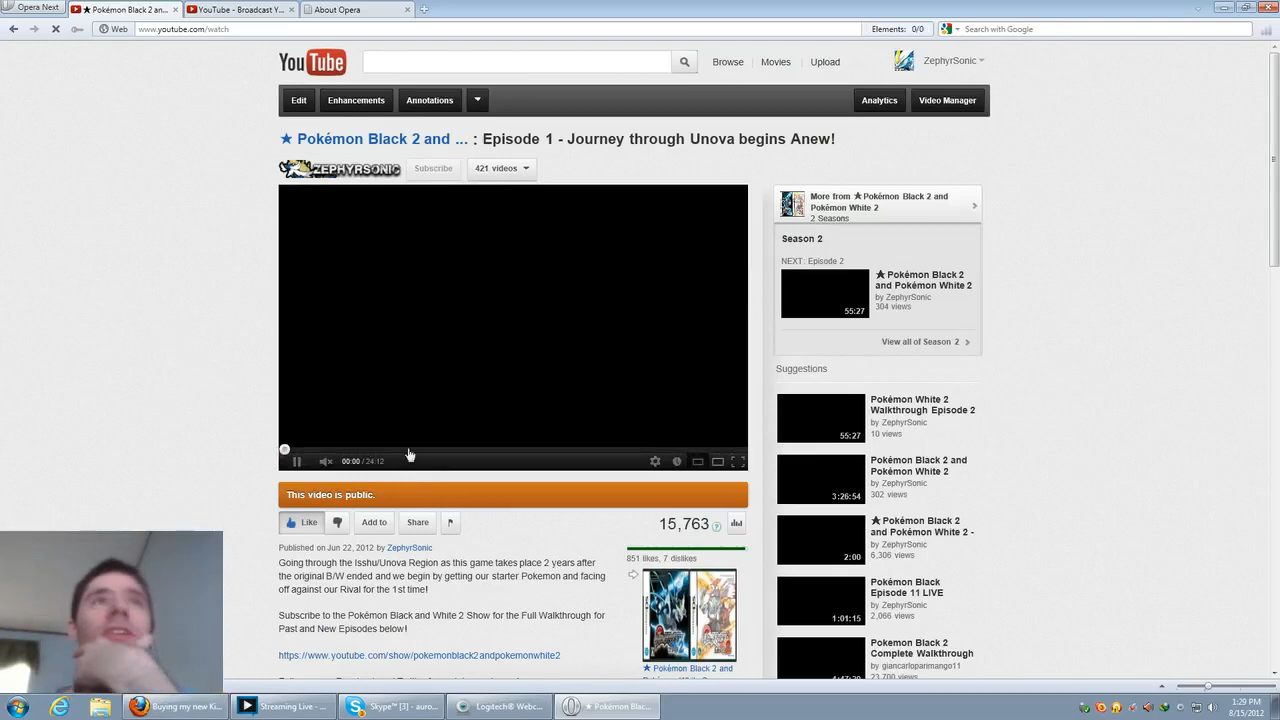 Opera Next
★ Pokémon Black 2 an...
YouTube - Broadcast Y...
About Opera
Web
www.youtube.com/watch
Elements: 0/0
Search with Google
YouTube
Browse
Movies
Upload
ZephyrSonic
Edit
Enhancements
Annotations
Analytics
Video Manager
★ Pokémon Black 2 and ... : Episode 1 - Journey through Unova begins Anew!
ZEPHYRSONIC
Subscribe
421 videos
More from ★Pokémon Black 2 and
Pokémon White 2
2 Seasons
Season 2
NEXT: Episode 2
★Pokémon Black 2
and Pokémon White 2
by ZephyrSonic
304 views
55:27
View all of Season 2
Suggestions
Pokémon White 2
Walkthrough Episode 2
by ZephyrSonic
10 views
55:27
Pokémon Black 2 and
Pokémon White 2
by ZephyrSonic
302 views
3:26:54
★Pokémon Black 2
and Pokémon White 2 -
by ZephyrSonic
6,306 views
2:00
Pokémon Black
Episode 11 LIVE
by ZephyrSonic
2,066 views
1:01:15
Pokemon Black 2
Complete Walkthrough
by giancarloparimango11
23,700 views
00:00 / 24:12
This video is public.
Like
Add to
Share
15,763
Published on Jun 22, 2012 by ZephyrSonic
851 likes, 7 dislikes
Going through the Isshu/Unova Region as this game takes place 2 years after
the original B/W ended and we begin by getting our starter Pokemon and facing
off against our Rival for the 1st time!
Subscribe to the Pokémon Black and White 2 Show for the Full Walkthrough for
Past and New Episodes below!
https://www.youtube.com/show/pokemonblack2andpokemonwhite2
★ Pokémon Black 2 and
Buying my new Ki...
Streaming Live - ...
Skype™ [3] - auro...
Logitech® Webc...
★ Pokémon Blac...
1:29 PM
8/15/2012